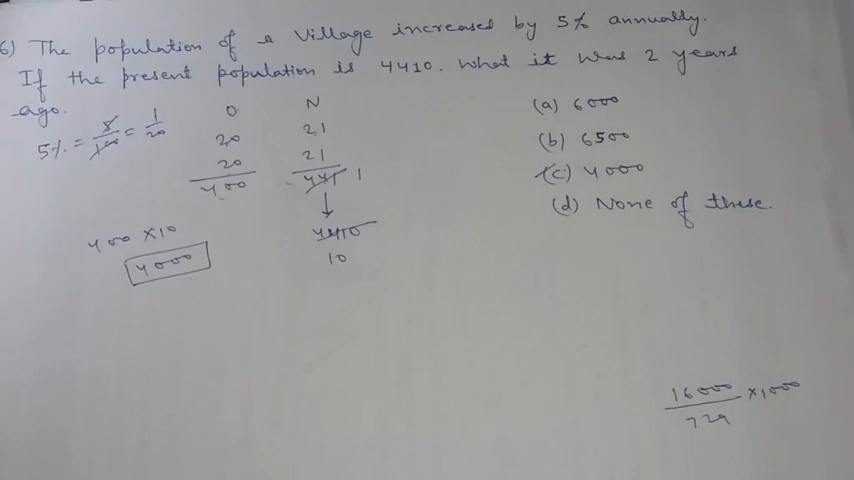 6) The population of a village increased by 5% annually.
If the present population is 4410. What it was 2 years
ago.
5% = 5/100 = 1/20
O N
20 21
20 21
400 441 1
4410
10
400 × 10
4000
(a) 6000
(b) 6500
(c) 4000
(d) None of these.
16000/729 × 1000